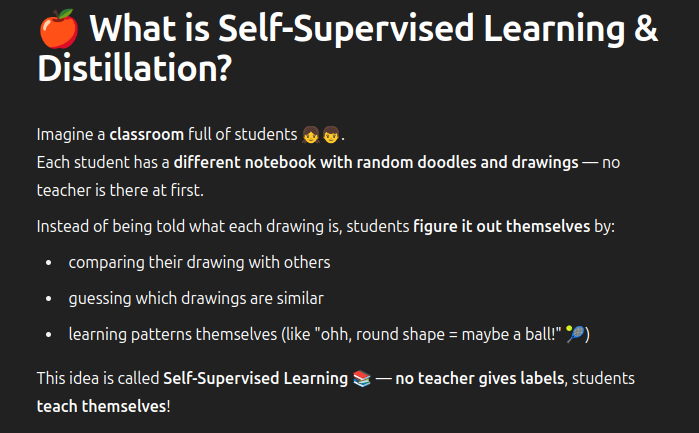 🍎 What is Self-Supervised Learning &
Distillation?
Imagine a classroom full of students 👧👦.
Each student has a different notebook with random doodles and drawings — no
teacher is there at first.
Instead of being told what each drawing is, students figure it out themselves by:
• comparing their drawing with others
• guessing which drawings are similar
• learning patterns themselves (like "ohh, round shape = maybe a ball!" 🎾)
This idea is called Self-Supervised Learning 📚 — no teacher gives labels, students
teach themselves!